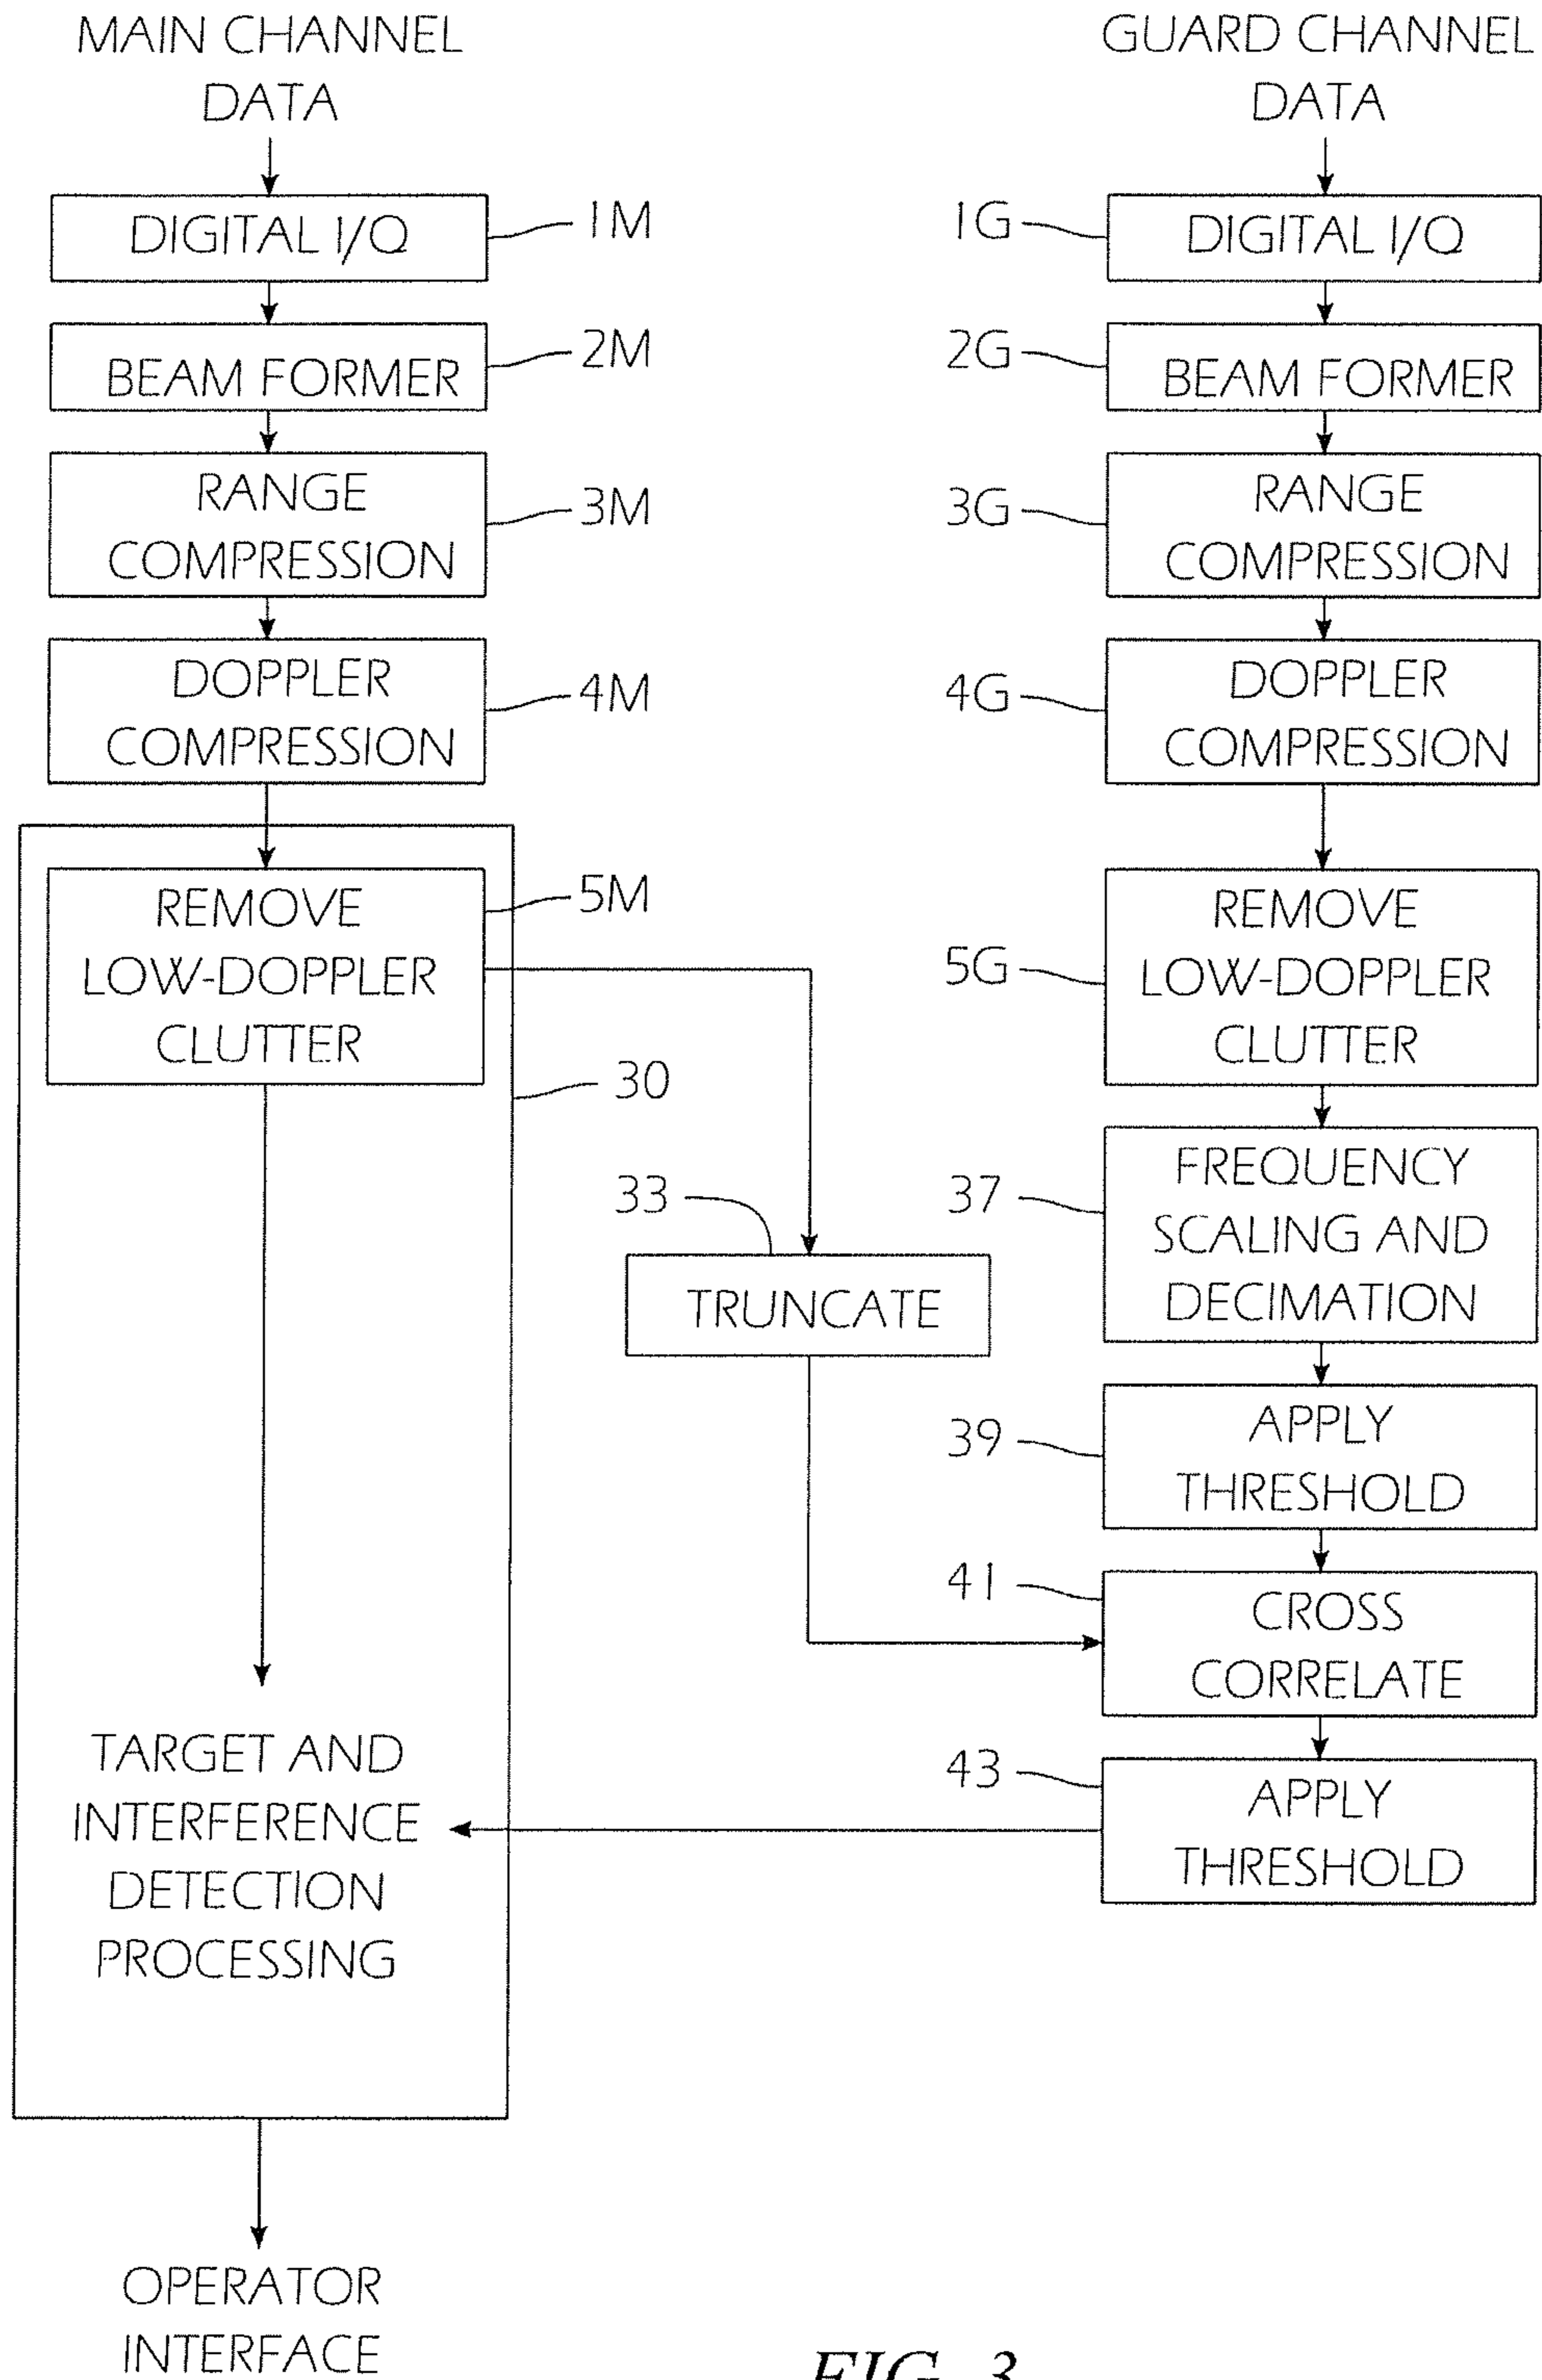 MAIN CHANNEL
DATA
DIGITAL I/Q
1M
BEAM FORMER
2M
RANGE
COMPRESSION
3M
DOPPLER
COMPRESSION
4M
REMOVE
LOW-DOPPLER
CLUTTER
5M
30
33
TRUNCATE
TARGET AND
INTERFERENCE
DETECTION
PROCESSING
OPERATOR
INTERFACE
GUARD CHANNEL
DATA
1G
DIGITAL I/Q
2G
BEAM FORMER
3G
RANGE
COMPRESSION
4G
DOPPLER
COMPRESSION
5G
REMOVE
LOW-DOPPLER
CLUTTER
37
FREQUENCY
SCALING AND
DECIMATION
39
APPLY
THRESHOLD
41
CROSS
CORRELATE
43
APPLY
THRESHOLD
FIG. 3